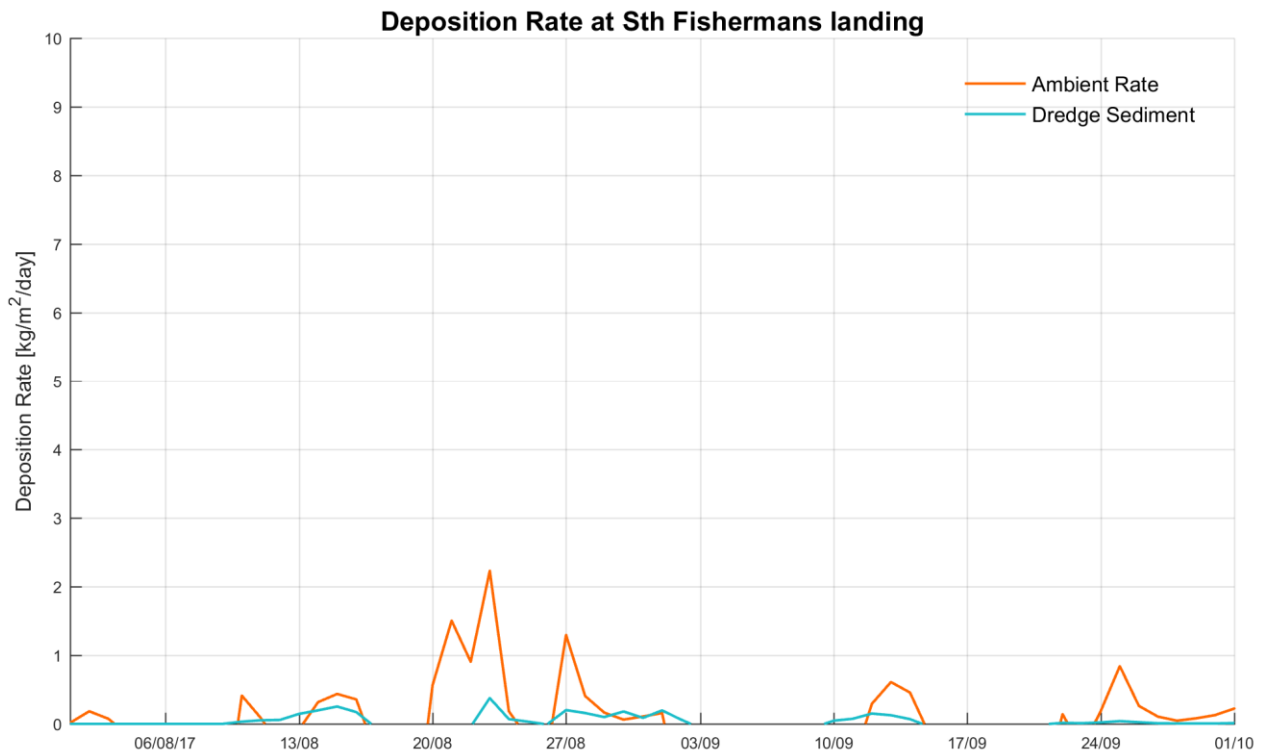 Deposition Rate at Sth Fishermans landing
10
9
8
7
6
5
4
3
2
1
0
Deposition Rate [kg/m²/day]
Ambient Rate
Dredge Sediment
06/08/17 13/08 20/08 27/08 03/09 10/09 17/09 24/09 01/10